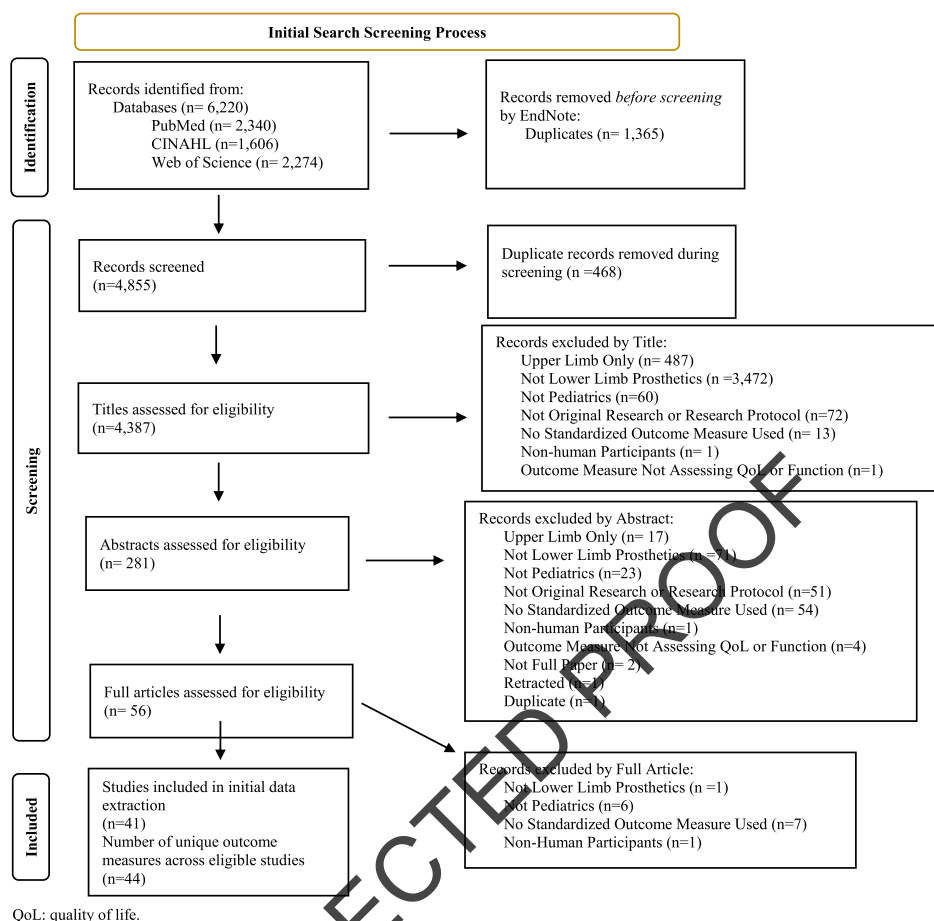 Initial Search Screening Process
Identification
Records identified from:
Databases (n= 6,220)
PubMed (n= 2,340)
CINAHL (n=1,606)
Web of Science (n= 2,274)
Records removed before screening
by EndNote:
Duplicates (n= 1,365)
Screening
Records screened
(n=4,855)
Duplicate records removed during
screening (n =468)
Titles assessed for eligibility
(n=4,387)
Records excluded by Title:
Upper Limb Only (n= 487)
Not Lower Limb Prosthetics (n =3,472)
Not Pediatrics (n=60)
Not Original Research or Research Protocol (n=72)
No Standardized Outcome Measure Used (n= 13)
Non-human Participants (n= 1)
Outcome Measure Not Assessing QoL or Function (n=1)
Abstracts assessed for eligibility
(n= 281)
Records excluded by Abstract:
Upper Limb Only (n= 17)
Not Lower Limb Prosthetics (n =71)
Not Pediatrics (n=23)
Not Original Research or Research Protocol (n=51)
No Standardized Outcome Measure Used (n= 54)
Non-human Participants (n=1)
Outcome Measure Not Assessing QoL or Function (n=4)
Not Full Paper (n= 2)
Retracted (n=1)
Duplicate (n=1)
Full articles assessed for eligibility
(n= 56)
Records excluded by Full Article:
Not Lower Limb Prosthetics (n =1)
Not Pediatrics (n=6)
No Standardized Outcome Measure Used (n=7)
Non-Human Participants (n=1)
Included
Studies included in initial data
extraction
(n=41)
Number of unique outcome
measures across eligible studies
(n=44)
QoL: quality of life.
ECTED PROOF